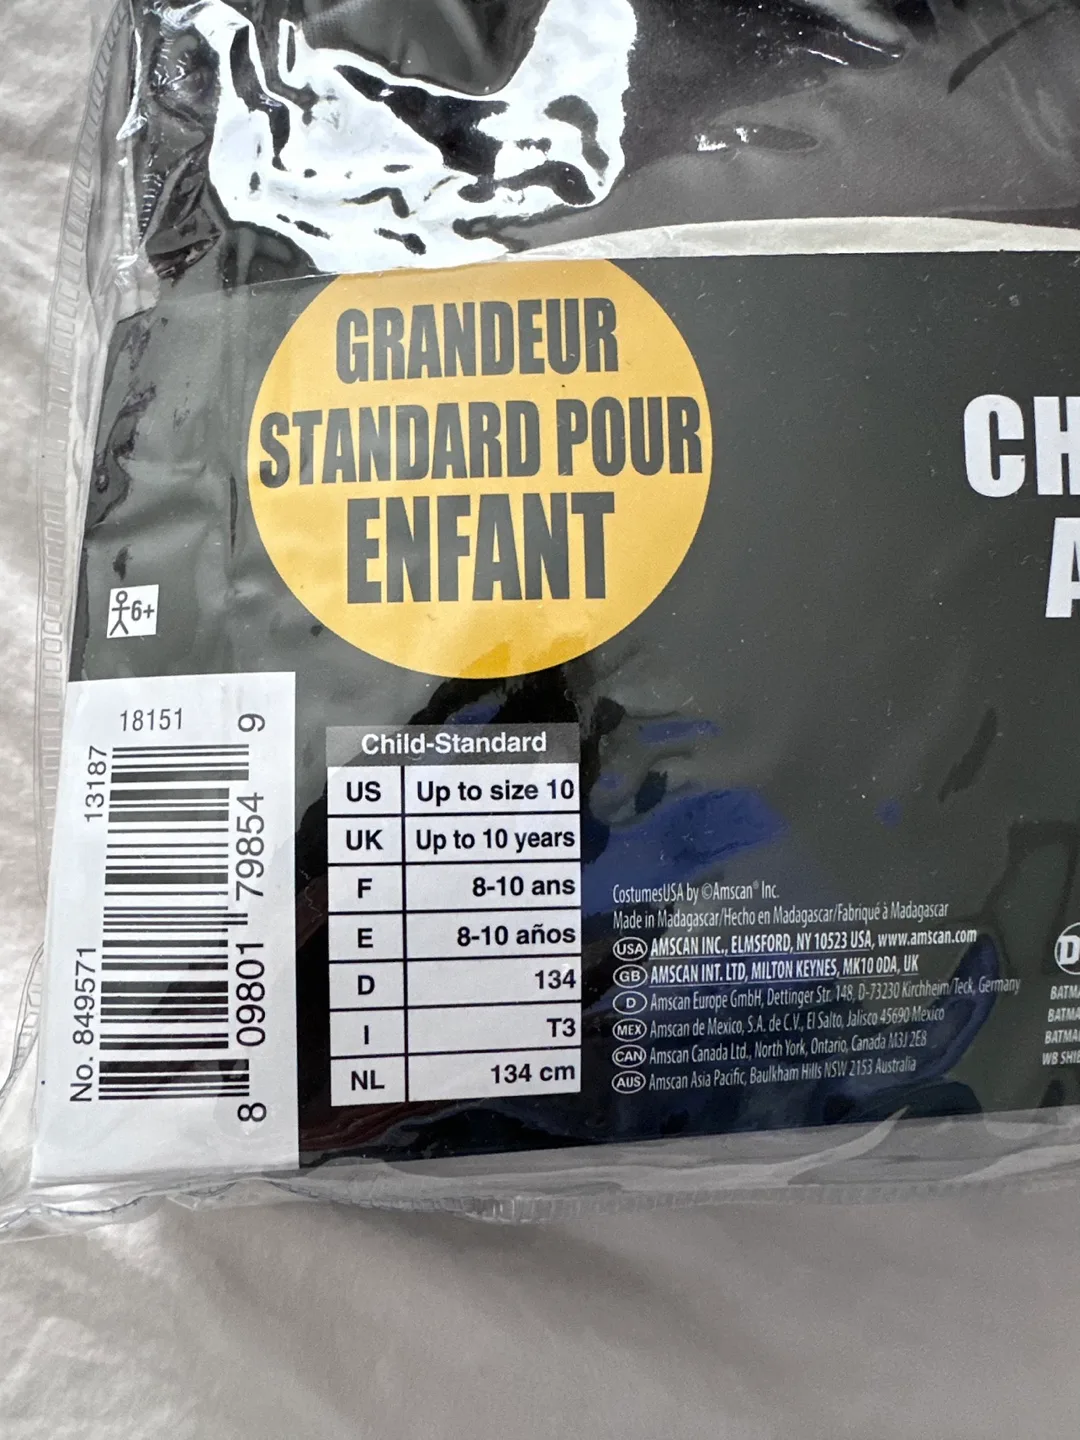 GRANDEUR
STANDARD POUR
ENFANT
CH
A
6+
18151
13187
No. 849571
8 09801 79854 9
Child-Standard
US Up to size 10
UK Up to 10 years
F 8-10 ans
E 8-10 años
D 134
I T3
NL 134 cm
CostumesUSA by ©Amscan® Inc.
Made in Madagascar/Hecho en Madagascar/Fabriqué à Madagascar
USA AMSCAN INC., ELMSFORD, NY 10523 USA, www.amscan.com
GB AMSCAN INT. LTD, MILTON KEYNES, MK10 0DA, UK
D Amscan Europe GmbH, Dettinger Str. 148, D-73230 Kirchheim/Teck, Germany
MEX Amscan de Mexico, S.A. de C.V., El Salto, Jalisco 45690 Mexico
CAN Amscan Canada Ltd., North York, Ontario, Canada M3J 2E8
AUS Amscan Asia Pacific, Baulkham Hills NSW 2153 Australia
D
BATMA
BATMA
BATMA
WB SHIE